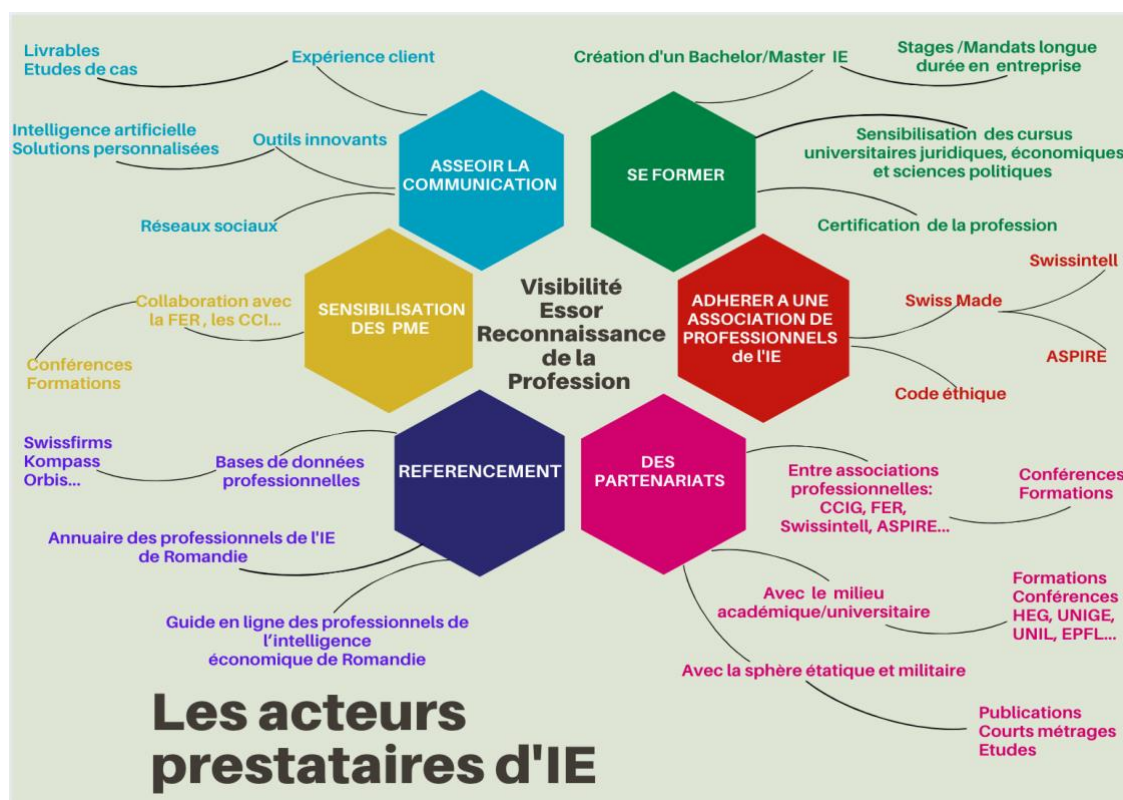 Livrables
Etudes de cas
Expérience client
Intelligence artificielle
Solutions personnalisées
Outils innovants
Réseaux sociaux
ASSEOIR LA
COMMUNICATION
Création d'un Bachelor/Master IE
Stages /Mandats longue
durée en entreprise
Sensibilisation des cursus
universitaires juridiques, économiques
et sciences politiques
Certification de la profession
SE FORMER
Collaboration avec
la FER, les CCI...
Conférences
Formations
SENSIBILISATION
DES PME
Visibilité
Essor
Reconnaissance
de la
Profession
ADHERER A UNE
ASSOCIATION DE
PROFESSIONNELS
de l'IE
Swiss Made
Swissintell
ASPIRE
Code éthique
Swissfirms
Kompass
Orbis...
Bases de données
professionnelles
REFERENCEMENT
Annuaire des professionnels de l'IE
de Romandie
Guide en ligne des professionnels de
l’intelligence
économique de Romandie
DES
PARTENARIATS
Entre associations
professionnelles:
CCIG, FER,
Swissintell, ASPIRE...
Conférences
Formations
Avec le milieu
académique/universitaire
Formations
Conférences
HEG, UNIGE,
UNIL, EPFL...
Avec la sphère étatique et militaire
Publications
Courts métrages
Etudes
Les acteurs
prestataires d'IE